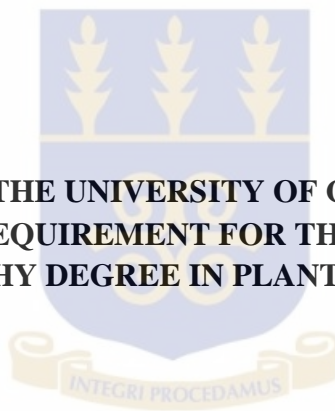 THE UNIVERSITY OF
EQUIREMENT FOR TH
HY DEGREE IN PLANT
INTEGRI PROCEDAMUS